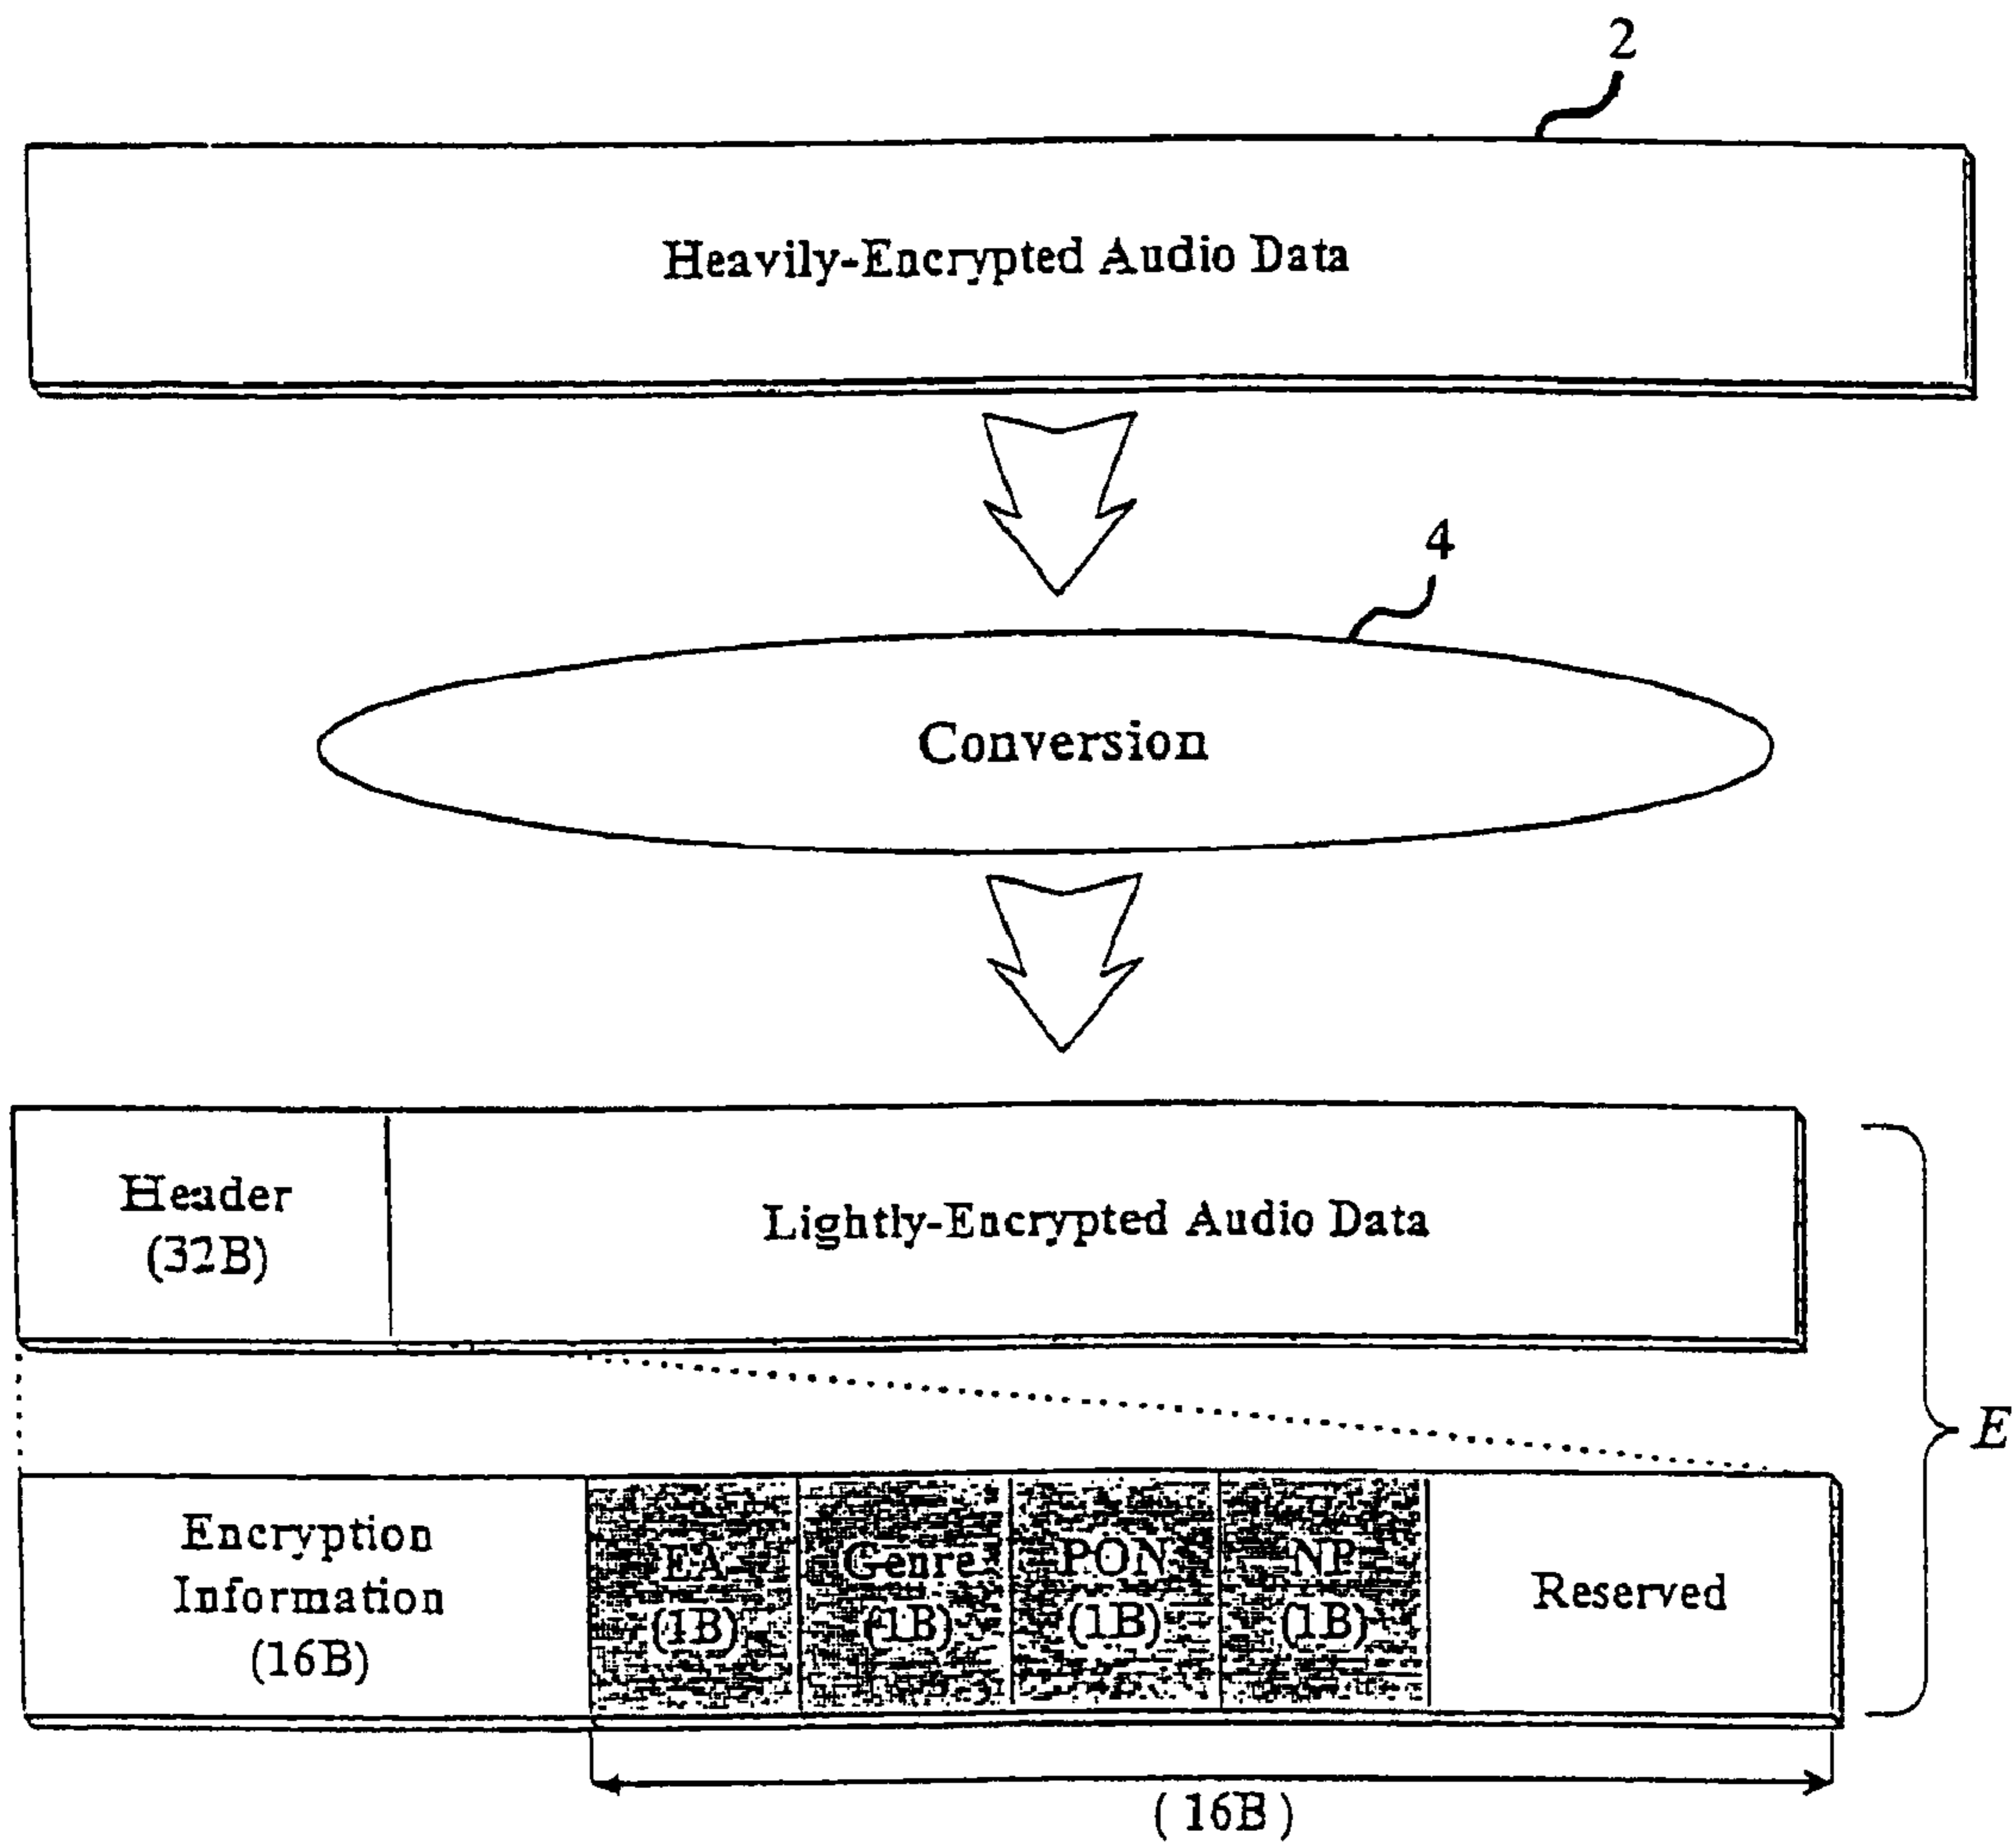 2
Heavily-Encrypted Audio Data
4
Conversion
Header
(32B)
Lightly-Encrypted Audio Data
E
Encryption
Information
(16B)
EA
(1B)
Genre
(1B)
PON
(1B)
NP
(1B)
Reserved
(16B)